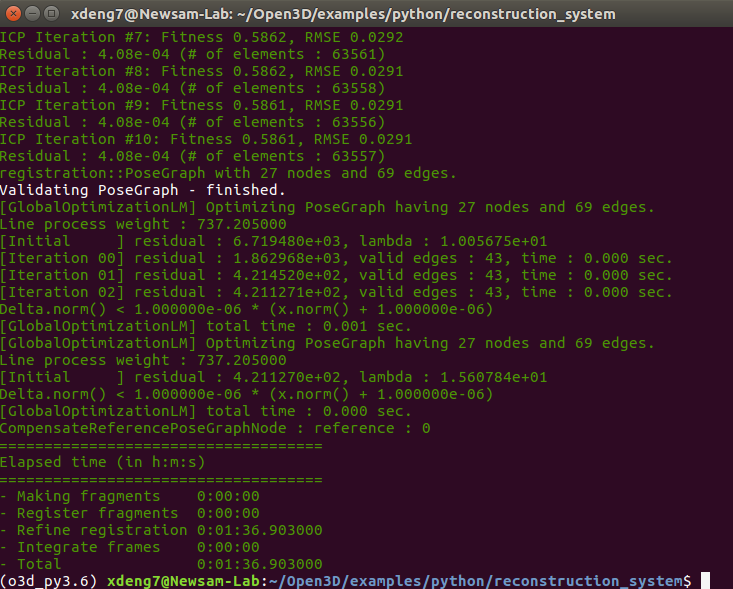 xdeng7@Newsam-Lab: ~/Open3D/examples/python/reconstruction_system
ICP Iteration #7: Fitness 0.5862, RMSE 0.0292
Residual : 4.08e-04 (# of elements : 63561)
ICP Iteration #8: Fitness 0.5862, RMSE 0.0291
Residual : 4.08e-04 (# of elements : 63558)
ICP Iteration #9: Fitness 0.5861, RMSE 0.0291
Residual : 4.08e-04 (# of elements : 63556)
ICP Iteration #10: Fitness 0.5861, RMSE 0.0291
Residual : 4.08e-04 (# of elements : 63557)
registration::PoseGraph with 27 nodes and 69 edges.
Validating PoseGraph - finished.
[GlobalOptimizationLM] Optimizing PoseGraph having 27 nodes and 69 edges.
Line process weight : 737.205000
[Initial     ] residual : 6.719480e+03, lambda : 1.005675e+01
[Iteration 00] residual : 1.862968e+03, valid edges : 43, time : 0.000 sec.
[Iteration 01] residual : 4.214520e+02, valid edges : 43, time : 0.000 sec.
[Iteration 02] residual : 4.211271e+02, valid edges : 43, time : 0.000 sec.
Delta.norm() < 1.000000e-06 * (x.norm() + 1.000000e-06)
[GlobalOptimizationLM] total time : 0.001 sec.
[GlobalOptimizationLM] Optimizing PoseGraph having 27 nodes and 69 edges.
Line process weight : 737.205000
[Initial     ] residual : 4.211270e+02, lambda : 1.560784e+01
Delta.norm() < 1.000000e-06 * (x.norm() + 1.000000e-06)
[GlobalOptimizationLM] total time : 0.000 sec.
CompensateReferencePoseGraphNode : reference : 0
====================================
Elapsed time (in h:m:s)
====================================
- Making fragments    0:00:00
- Register fragments  0:00:00
- Refine registration 0:01:36.903000
- Integrate frames    0:00:00
- Total               0:01:36.903000
(o3d_py3.6) xdeng7@Newsam-Lab:~/Open3D/examples/python/reconstruction_system$